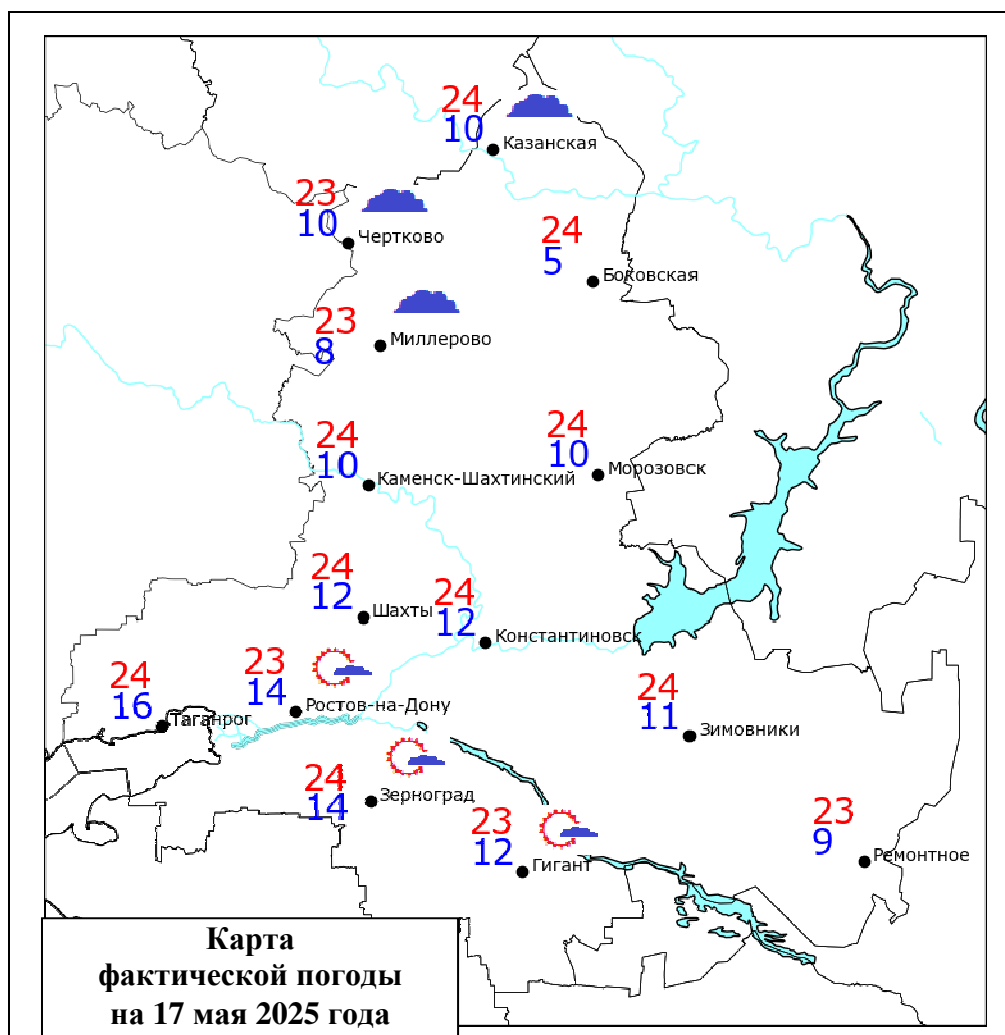 24
10
Казанская
23
10
Чертково
24
5
Боковская
23
8
Миллерово
24
10
Каменск-Шахтинский
24
10
Морозовск
24
12
Шахты
24
12
Константиновск
24
16
Таганрог
23
14
Ростов-на-Дону
24
11
Зимовники
24
14
Зерноград
23
12
Гигант
23
9
Ремонтное
Карта
фактической погоды
на 17 мая 2025 года